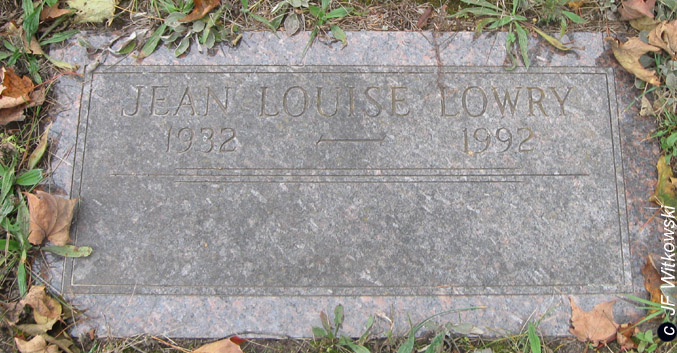 JEAN LOUISE LOWRY
1932 — 1992
c JF Witkowski